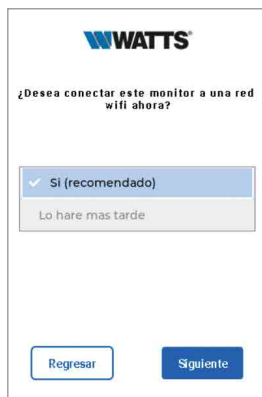 WATTS®
¿Desea conectar este monitor a una red
wifi ahora?
Si (recomendado)
Lo hare mas tarde
Regresar
Siguiente